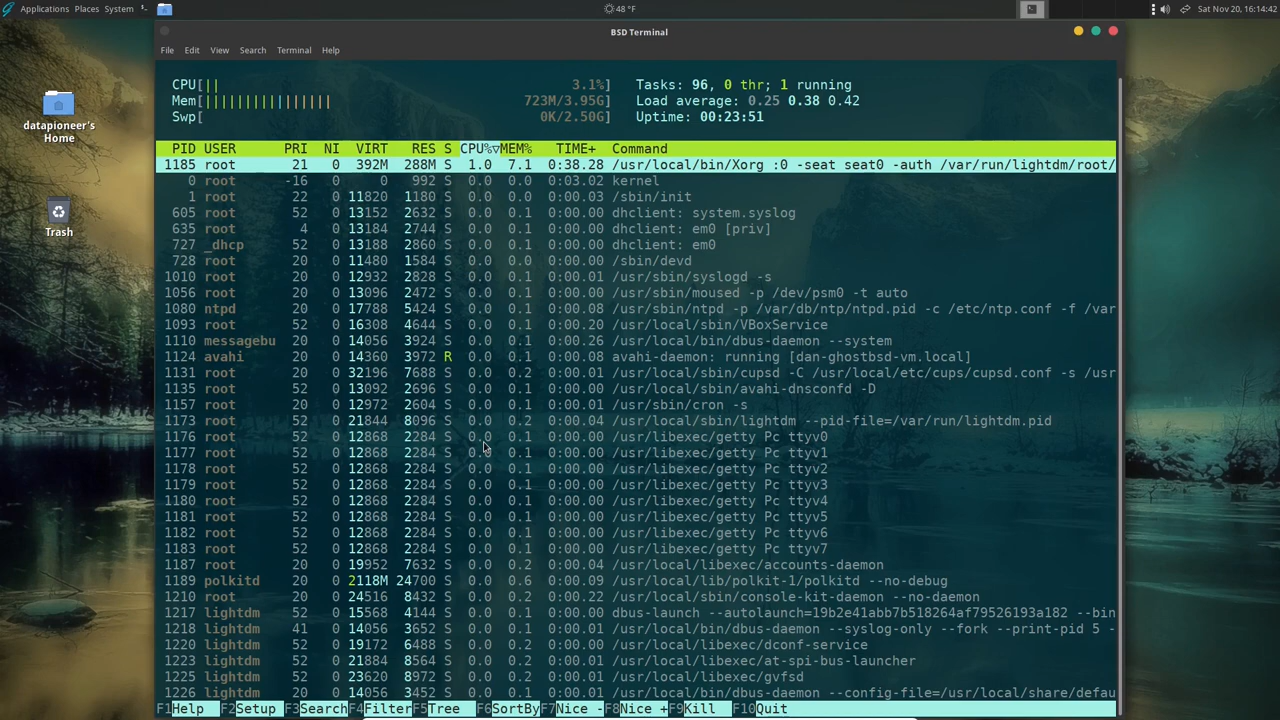 Applications Places System
48 °F
Sat Nov 20, 16:14:42
BSD Terminal
File Edit View Search Terminal Help
datapioneer's
Home
Trash
CPU[|| 3.1%] Tasks: 96, 0 thr; 1 running
Mem[|||||||||||||||| 723M/3.95G] Load average: 0.25 0.38 0.42
Swp[ 0K/2.50G] Uptime: 00:23:51
PID USER PRI NI VIRT RES S CPU%▽MEM% TIME+ Command
1185 root 21 0 392M 288M S 1.0 7.1 0:38.28 /usr/local/bin/Xorg :0 -seat seat0 -auth /var/run/lightdm/root/
0 root -16 0 0 992 S 0.0 0.0 0:03.02 kernel
1 root 22 0 11820 1180 S 0.0 0.0 0:00.03 /sbin/init
605 root 52 0 13152 2632 S 0.0 0.1 0:00.00 dhclient: system.syslog
635 root 4 0 13184 2744 S 0.0 0.1 0:00.00 dhclient: em0 [priv]
727 _dhcp 52 0 13188 2860 S 0.0 0.1 0:00.00 dhclient: em0
728 root 20 0 11480 1584 S 0.0 0.0 0:00.00 /sbin/devd
1010 root 20 0 12932 2828 S 0.0 0.1 0:00.01 /usr/sbin/syslogd -s
1056 root 20 0 13096 2472 S 0.0 0.1 0:00.00 /usr/sbin/moused -p /dev/psm0 -t auto
1080 ntpd 20 0 17788 5424 S 0.0 0.1 0:00.08 /usr/sbin/ntpd -p /var/db/ntp/ntpd.pid -c /etc/ntp.conf -f /var
1093 root 52 0 16308 4644 S 0.0 0.1 0:00.20 /usr/local/sbin/VBoxService
1110 messagebu 52 0 14056 3924 S 0.0 0.1 0:00.26 /usr/local/bin/dbus-daemon --system
1124 avahi 20 0 14360 3972 R 0.0 0.1 0:00.08 avahi-daemon: running [dan-ghostbsd-vm.local]
1131 root 52 0 32196 7688 S 0.0 0.2 0:00.01 /usr/local/sbin/cupsd -C /usr/local/etc/cups/cupsd.conf -s /usr
1135 root 52 0 13092 2696 S 0.0 0.1 0:00.00 /usr/local/sbin/avahi-dnsconfd -D
1157 root 20 0 12972 2604 S 0.0 0.1 0:00.01 /usr/sbin/cron -s
1173 root 52 0 21844 8096 S 0.0 0.2 0:00.04 /usr/local/sbin/lightdm --pid-file=/var/run/lightdm.pid
1176 root 52 0 12868 2284 S 0.0 0.1 0:00.00 /usr/libexec/getty Pc ttyv0
1177 root 52 0 12868 2284 S 0.0 0.1 0:00.00 /usr/libexec/getty Pc ttyv1
1178 root 52 0 12868 2284 S 0.0 0.1 0:00.00 /usr/libexec/getty Pc ttyv2
1179 root 52 0 12868 2284 S 0.0 0.1 0:00.00 /usr/libexec/getty Pc ttyv3
1180 root 52 0 12868 2284 S 0.0 0.1 0:00.00 /usr/libexec/getty Pc ttyv4
1181 root 52 0 12868 2284 S 0.0 0.1 0:00.00 /usr/libexec/getty Pc ttyv5
1182 root 52 0 12868 2284 S 0.0 0.1 0:00.00 /usr/libexec/getty Pc ttyv6
1183 root 52 0 12868 2284 S 0.0 0.1 0:00.00 /usr/libexec/getty Pc ttyv7
1187 root 20 0 19952 7632 S 0.0 0.2 0:00.04 /usr/local/libexec/accounts-daemon
1189 polkitd 20 0 2118M 24700 S 0.0 0.6 0:00.09 /usr/local/lib/polkit-1/polkitd --no-debug
1210 root 20 0 24516 8432 S 0.0 0.2 0:00.22 /usr/local/sbin/console-kit-daemon --no-daemon
1217 lightdm 52 0 15568 4144 S 0.0 0.1 0:00.00 dbus-launch --autolaunch=19b2e41abb7b518264af79526193a182 --bin
1218 lightdm 41 0 14056 3652 S 0.0 0.1 0:00.01 /usr/local/bin/dbus-daemon --syslog-only --fork --print-pid 5 -
1220 lightdm 52 0 19172 6488 S 0.0 0.2 0:00.00 /usr/local/libexec/dconf-service
1223 lightdm 52 0 21884 8564 S 0.0 0.2 0:00.01 /usr/local/libexec/at-spi-bus-launcher
1225 lightdm 52 0 23620 8972 S 0.0 0.2 0:00.01 /usr/local/libexec/gvfsd
1226 lightdm 20 0 14056 3452 S 0.0 0.1 0:00.01 /usr/local/bin/dbus-daemon --config-file=/usr/local/share/defau
F1Help F2Setup F3SearchF4FilterF5Tree F6SortByF7Nice -F8Nice +F9Kill F10Quit